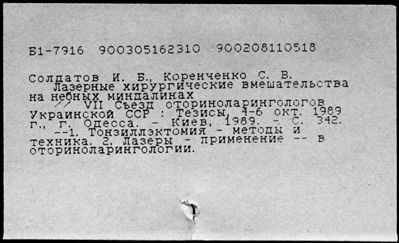 Б1-7916 900305162310 900208110518
Солдатов И. Б., Коренченко С. В.
Лазерные хирургические вмешательства
на небных миндалинах
// VII Съезд оториноларингологов
Украинской ССР : Тезисы, 4-6 окт. 1989
г., г. Одесса. - Киев, 1989. - С. 342.
--1. Тонзиллэктомия - методы и
техника. 2. Лазеры - применение -- в
оториноларингологии.